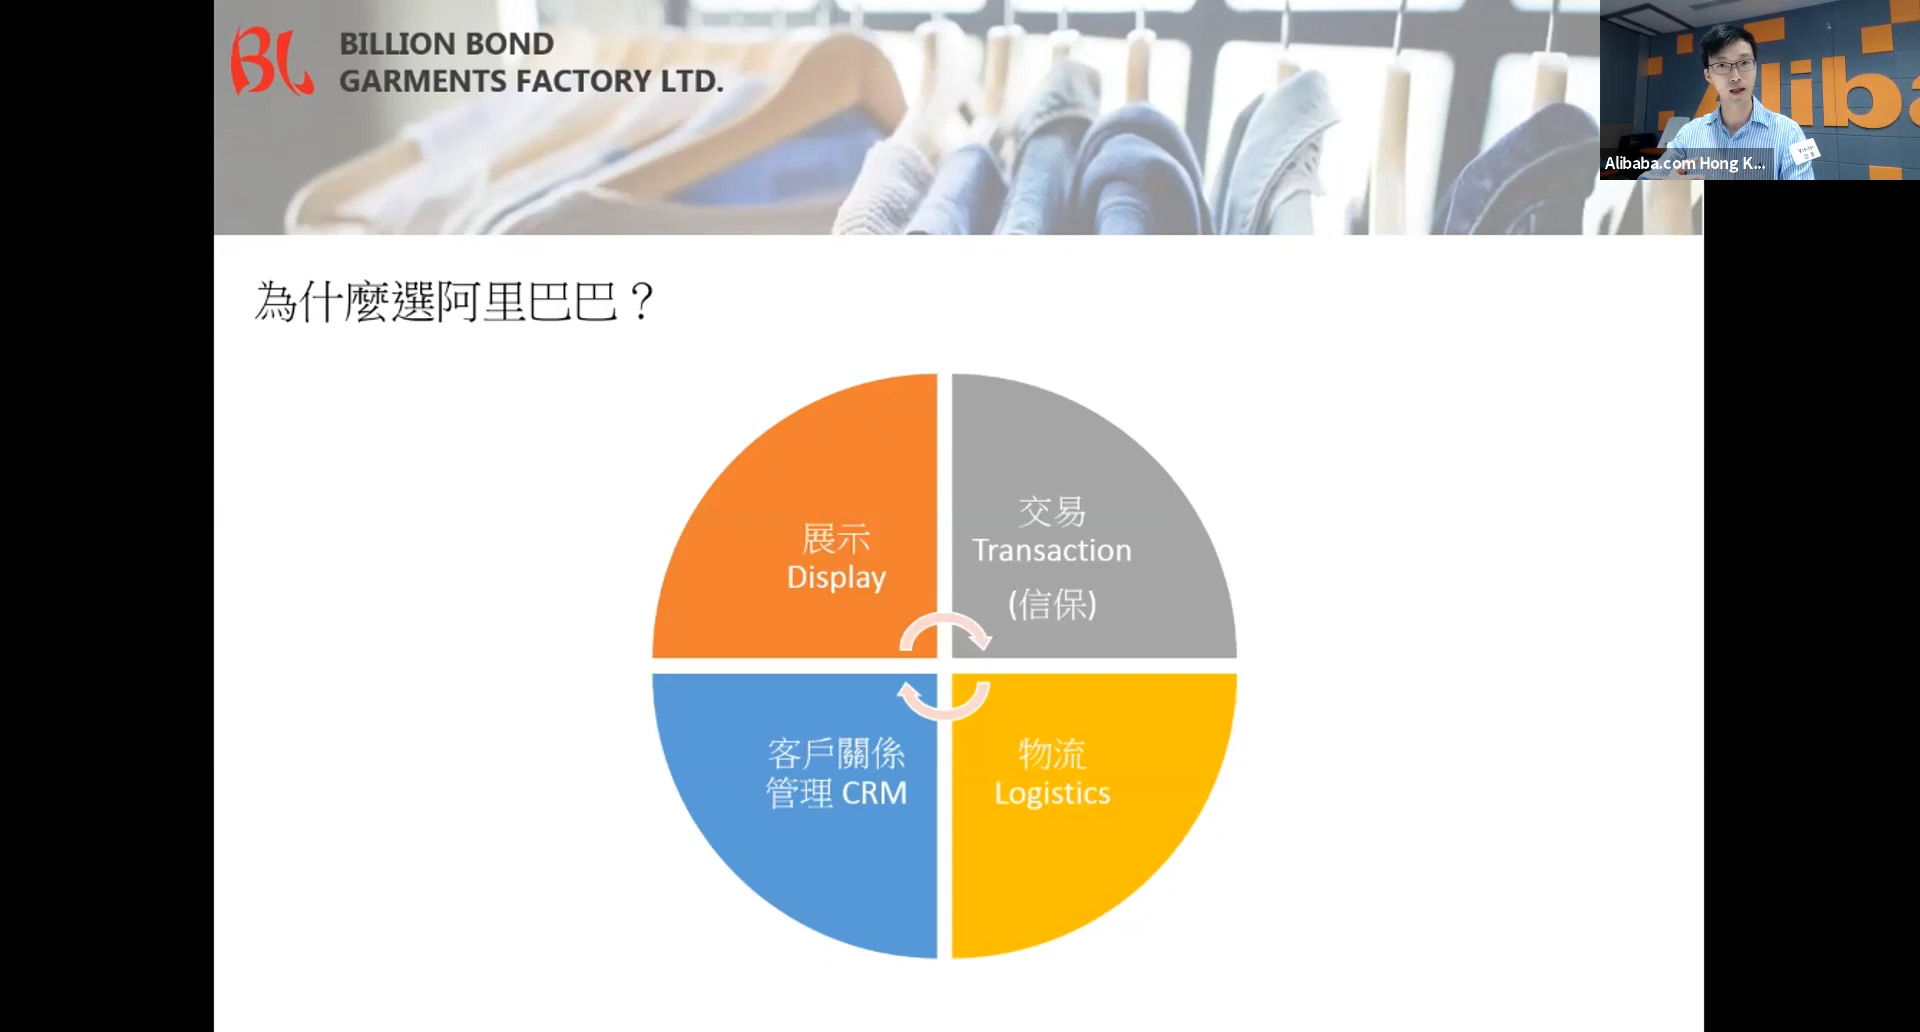 BL
BILLION BOND
GARMENTS FACTORY LTD.
Aliba
Alibaba.com Hong K...
為什麼選阿里巴巴？
展示
Display
交易
Transaction
(信保)
客戶關係
管理 CRM
物流
Logistics